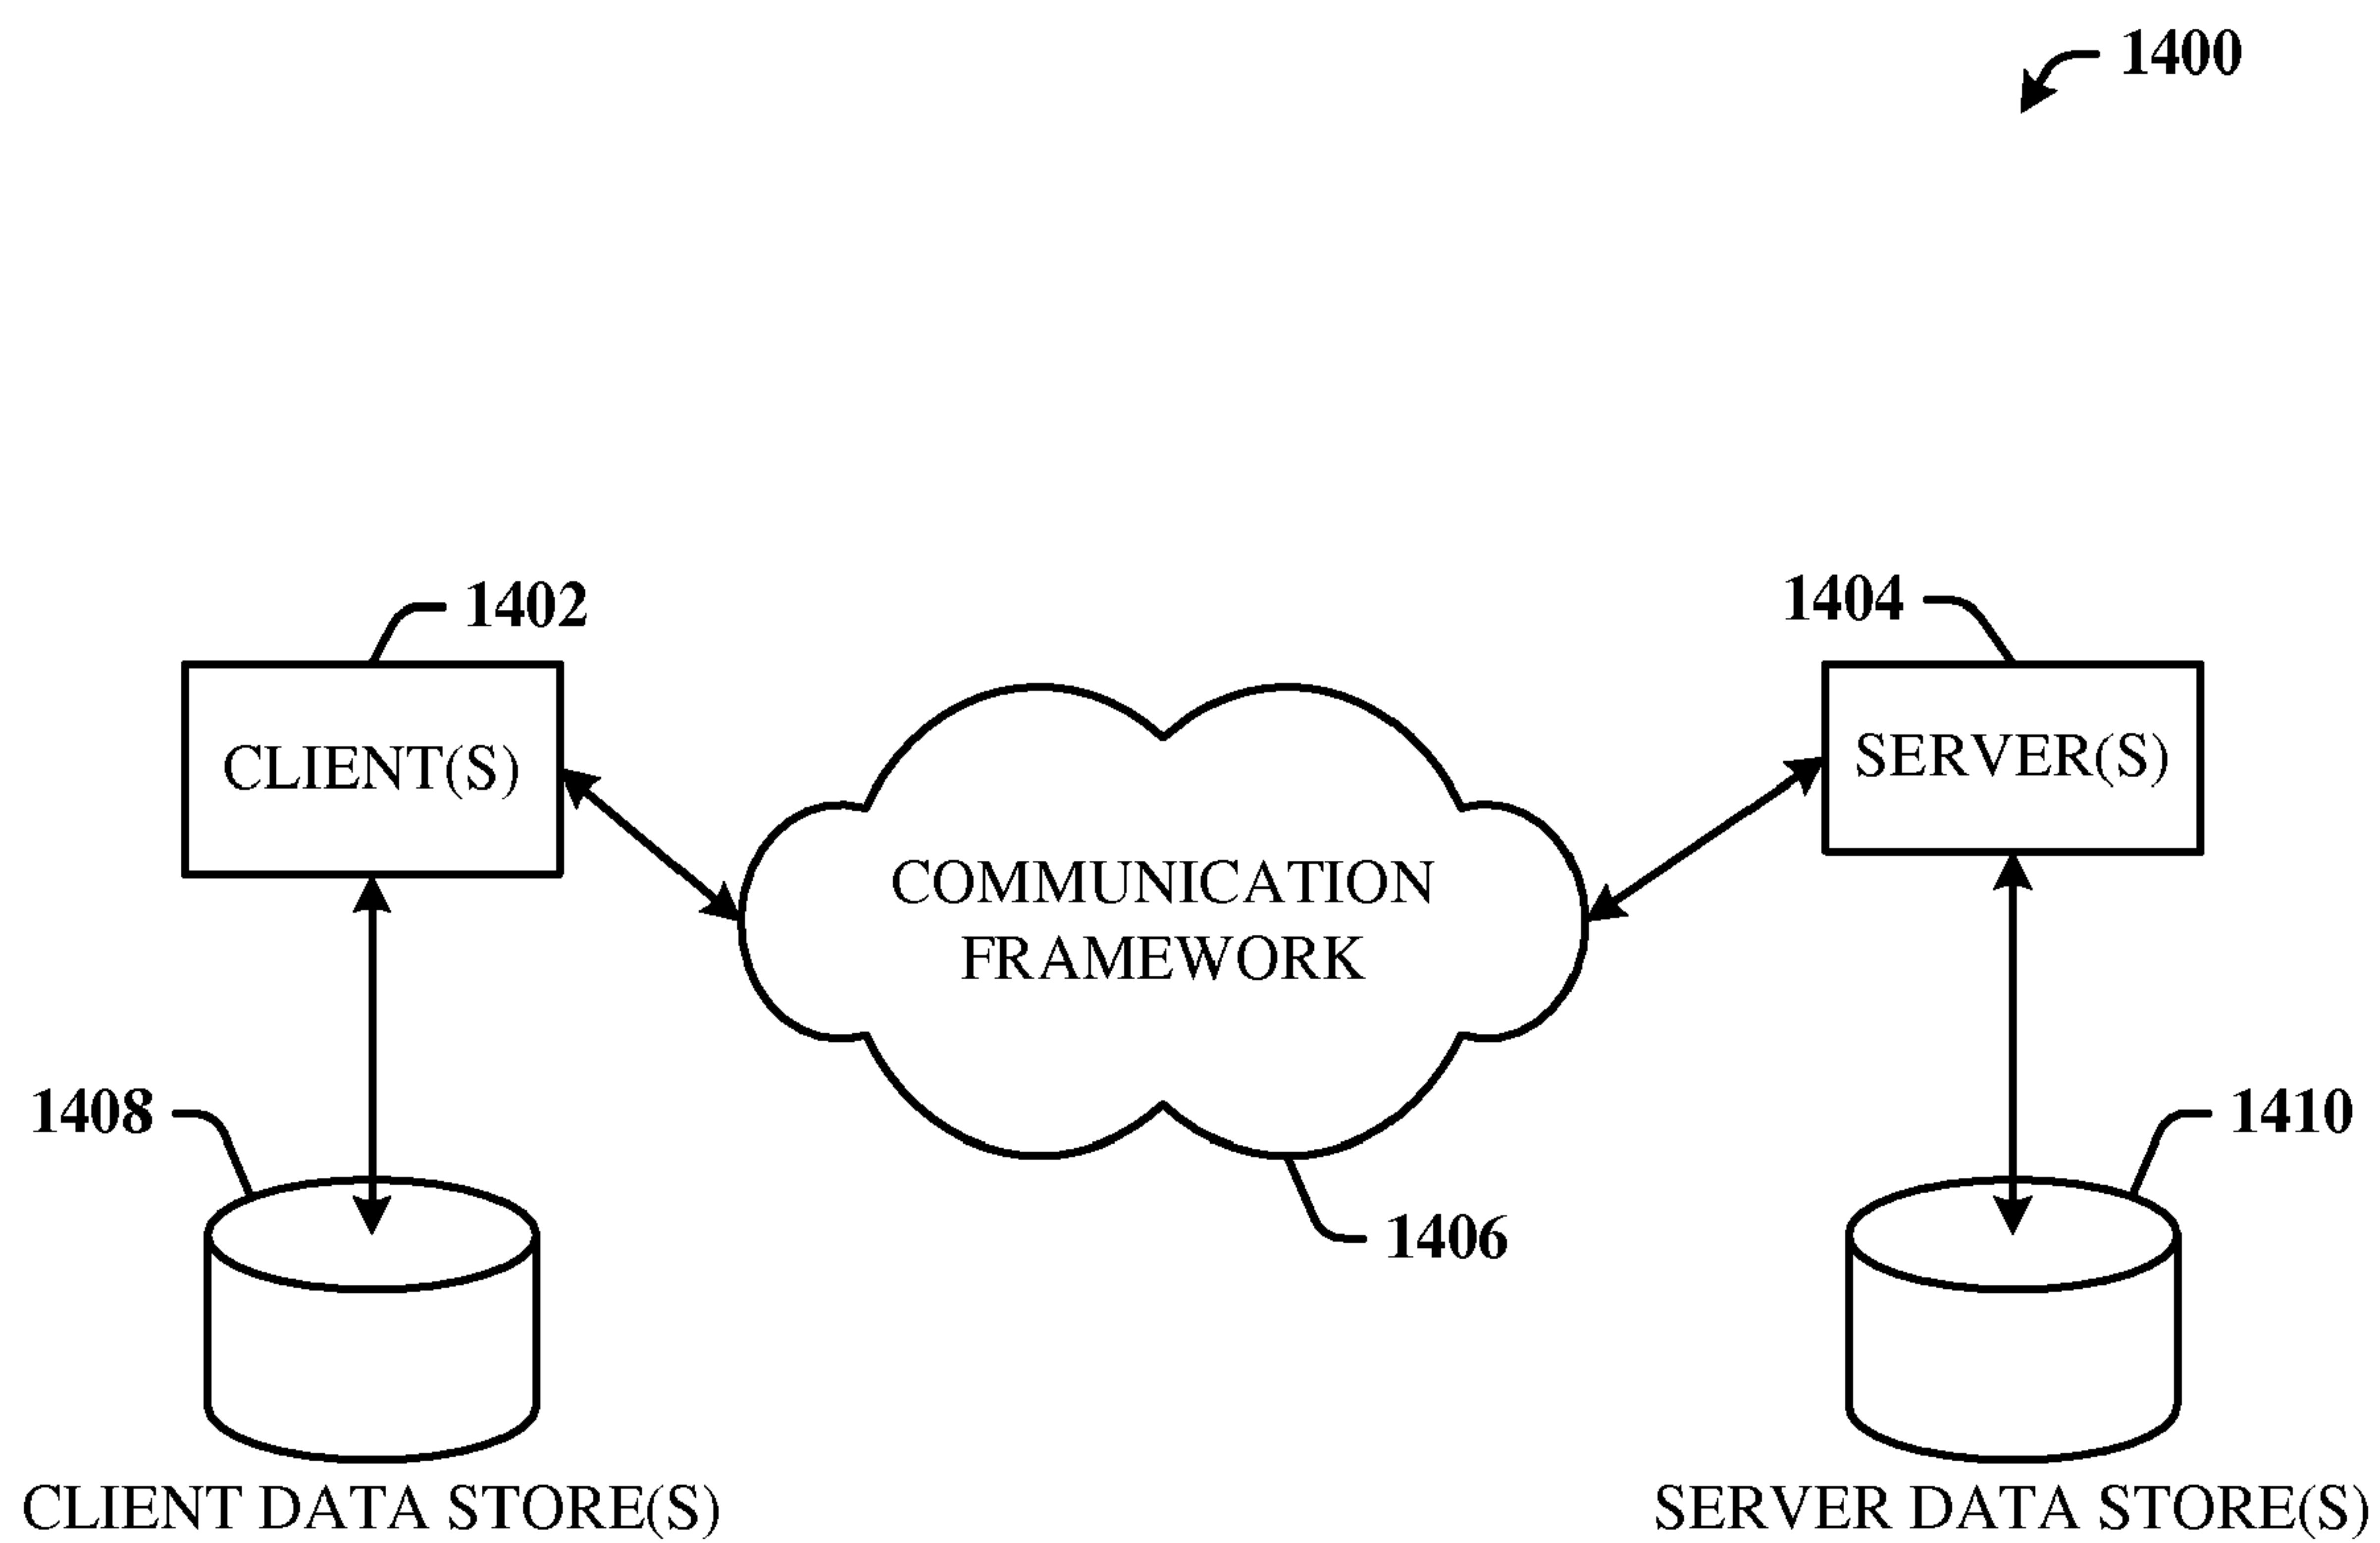 1400
1402
1404
CLIENT(S)
SERVER(S)
COMMUNICATION
FRAMEWORK
1408
1410
1406
CLIENT DATA STORE(S)
SERVER DATA STORE(S)